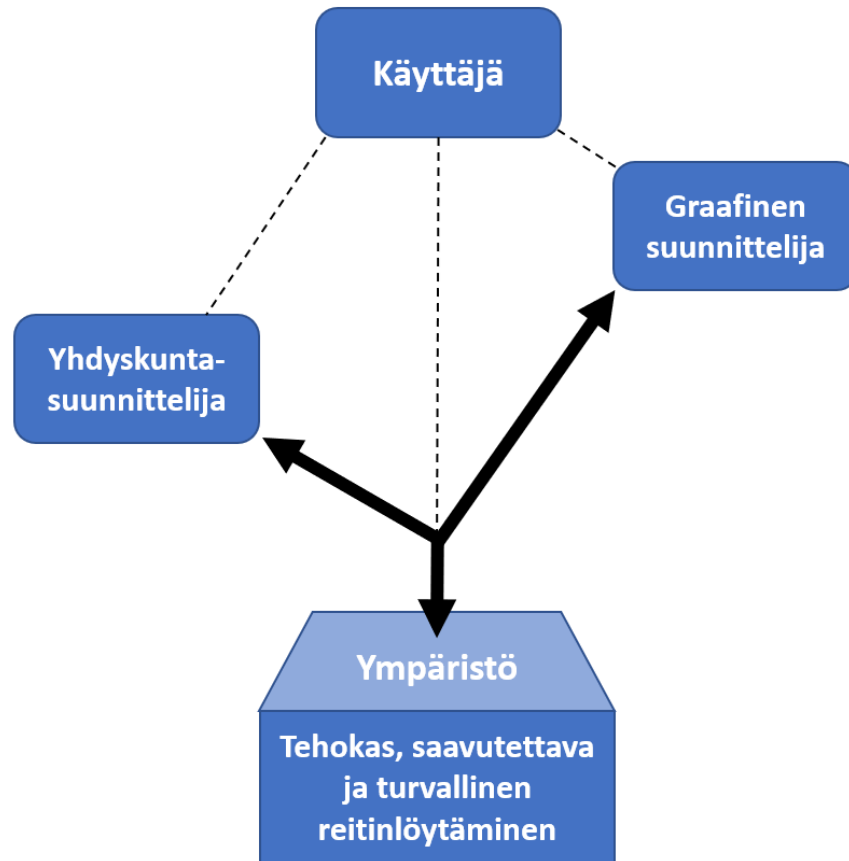 Käyttäjä
Graafinen
suunnittelija
Yhdyskunta-
suunnittelija
Ympäristö
Tehokas, saavutettava
ja turvallinen
reitinlöytäminen